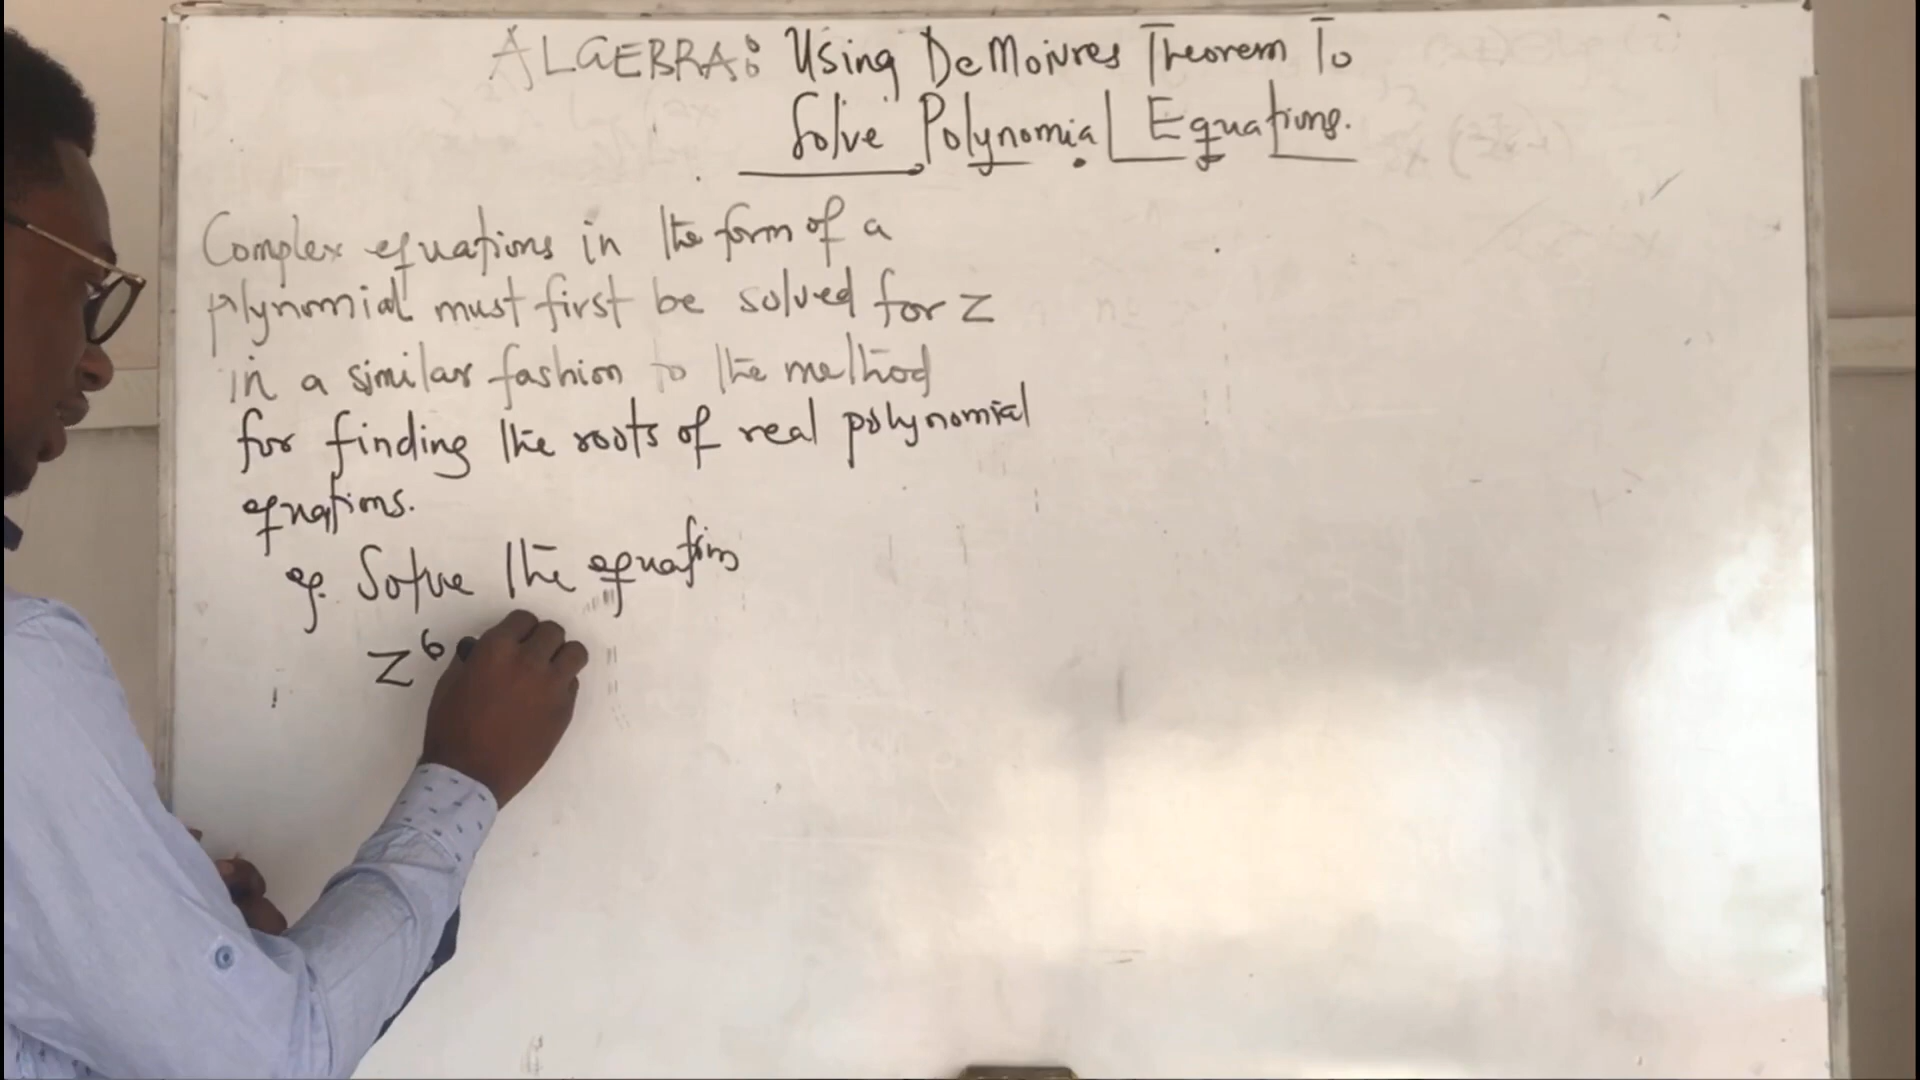 ALGEBRA: Using DeMoivres Theorem To
Solve Polynomial Equations.
Complex equations in the form of a
plynomial must first be solved for z
in a similar fashion to the method
for finding the roots of real polynomial
equations.
eg. Solve the equation
z⁶